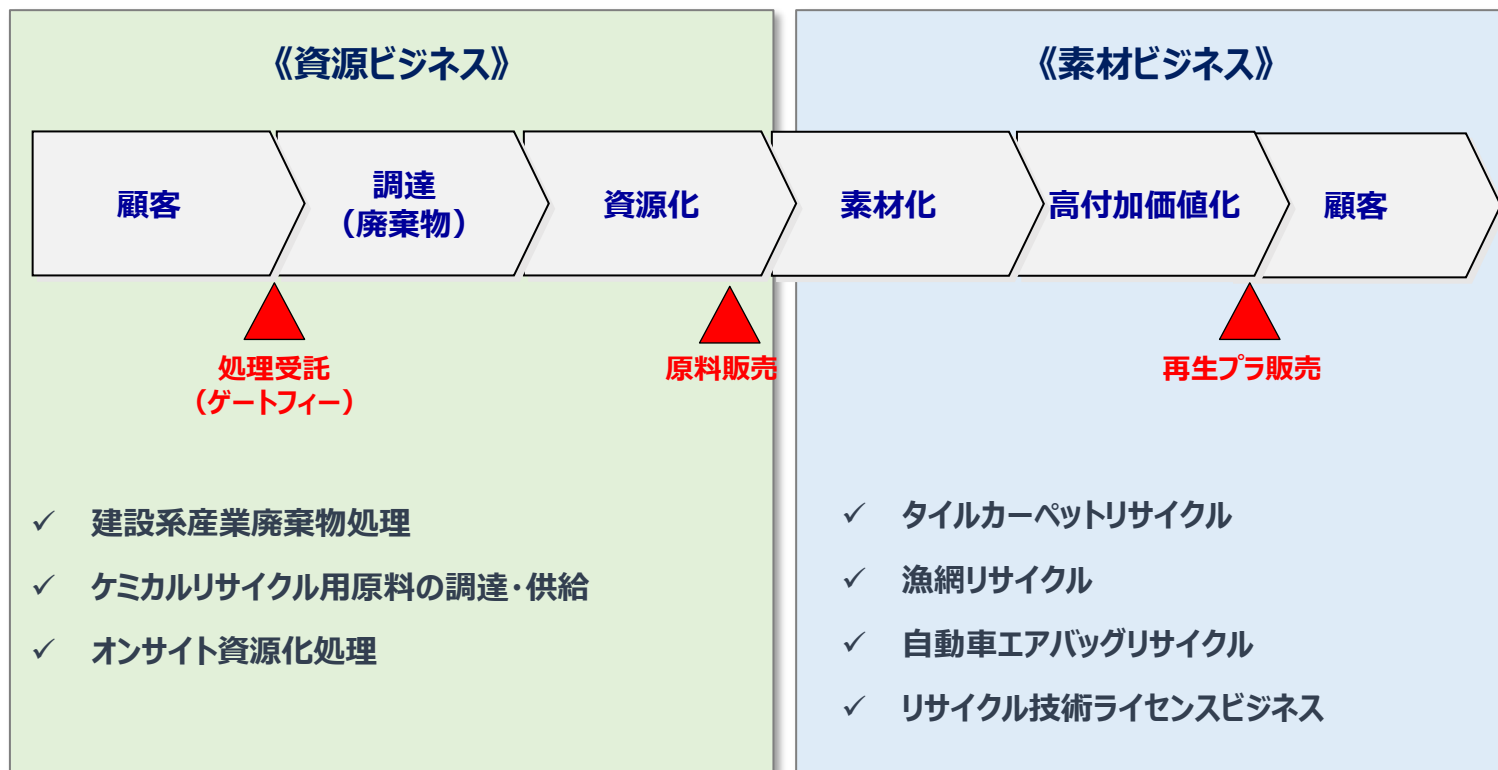 《資源ビジネス》
《素材ビジネス》
顧客
調達
（廃棄物）
資源化
素材化
高付加価値化
顧客
処理受託
（ゲートフィー）
原料販売
再生プラ販売
✓ 建設系産業廃棄物処理
✓ ケミカルリサイクル用原料の調達・供給
✓ オンサイト資源化処理
✓ タイルカーペットリサイクル
✓ 漁網リサイクル
✓ 自動車エアバッグリサイクル
✓ リサイクル技術ライセンスビジネス